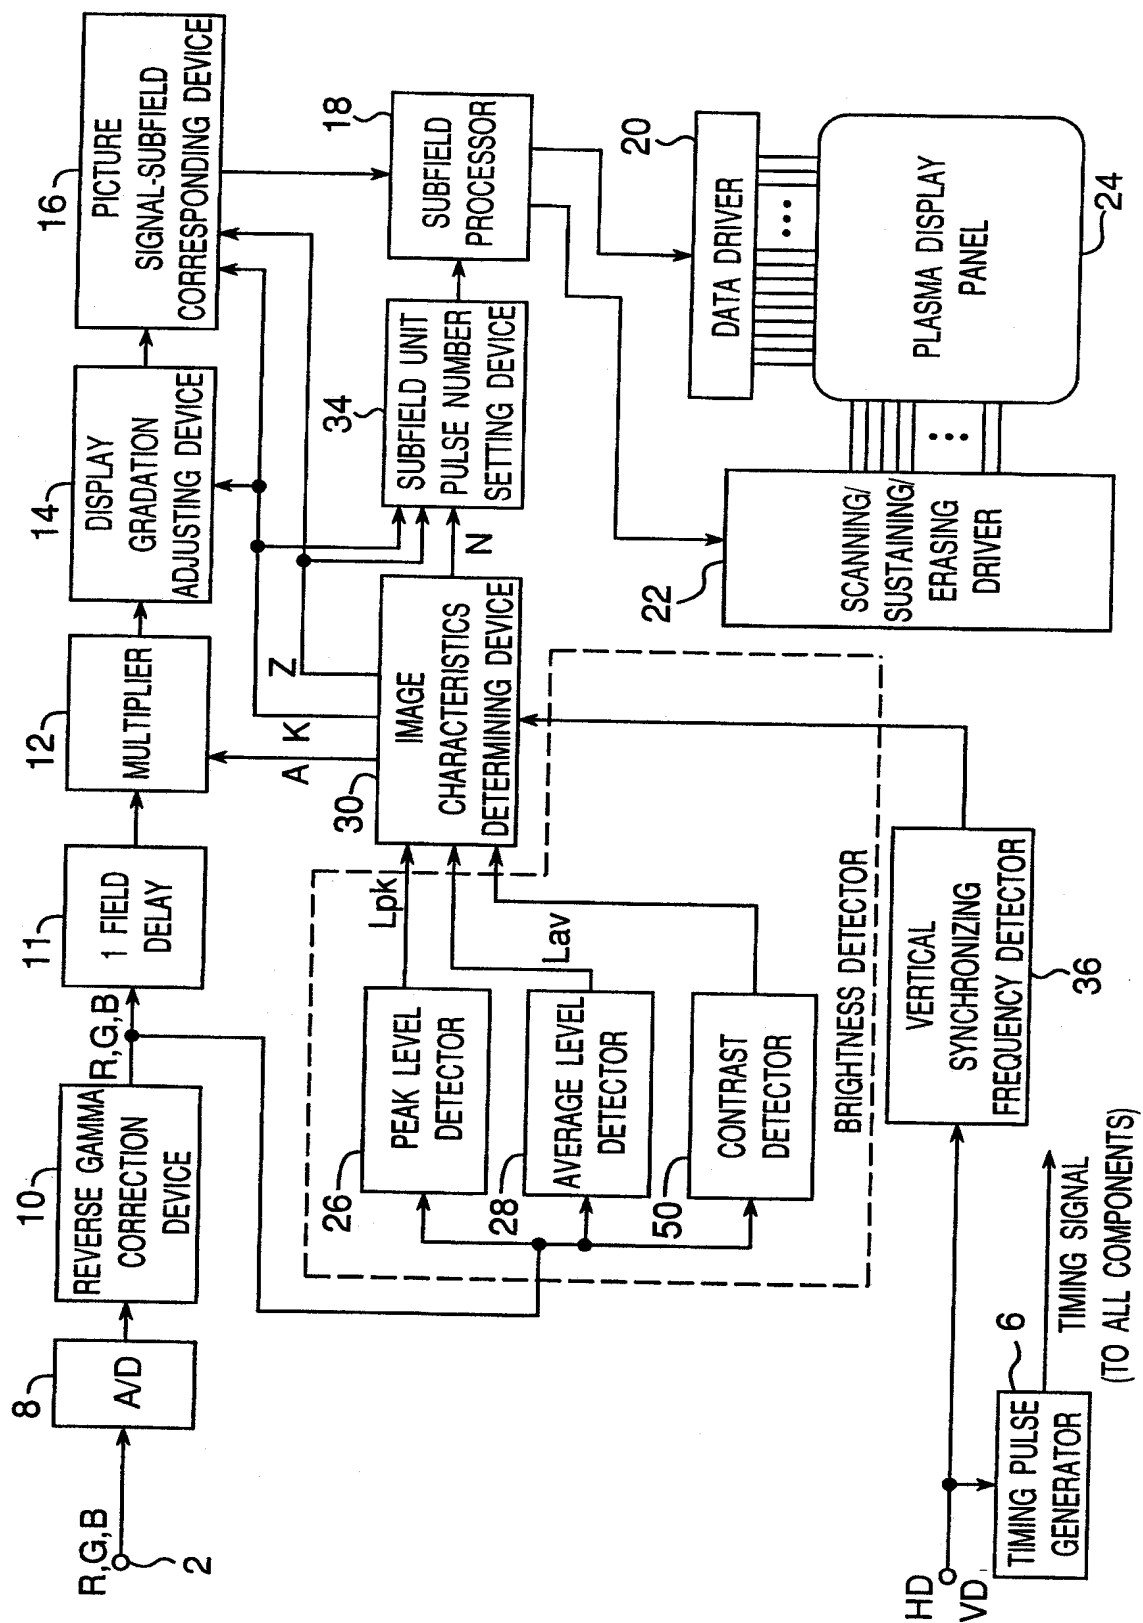 R,G,B
2
8
A/D
10
REVERSE GAMMA
CORRECTION
DEVICE
R,G,B
11
1 FIELD
DELAY
12
MULTIPLIER
14
DISPLAY
GRADATION
ADJUSTING DEVICE
16
PICTURE
SIGNAL-SUBFIELD
CORRESPONDING DEVICE
A
K
Z
26
PEAK LEVEL
DETECTOR
Lpk
28
AVERAGE LEVEL
DETECTOR
Lav
50
CONTRAST
DETECTOR
BRIGHTNESS DETECTOR
30
IMAGE
CHARACTERISTICS
DETERMINING DEVICE
N
34
SUBFIELD UNIT
PULSE NUMBER
SETTING DEVICE
18
SUBFIELD
PROCESSOR
20
DATA DRIVER
22
SCANNING/
SUSTAINING/
ERASING
DRIVER
PLASMA DISPLAY
PANEL
24
VERTICAL
SYNCHRONIZING
FREQUENCY DETECTOR
36
HD
VD
6
TIMING PULSE
GENERATOR
TIMING SIGNAL
(TO ALL COMPONENTS)